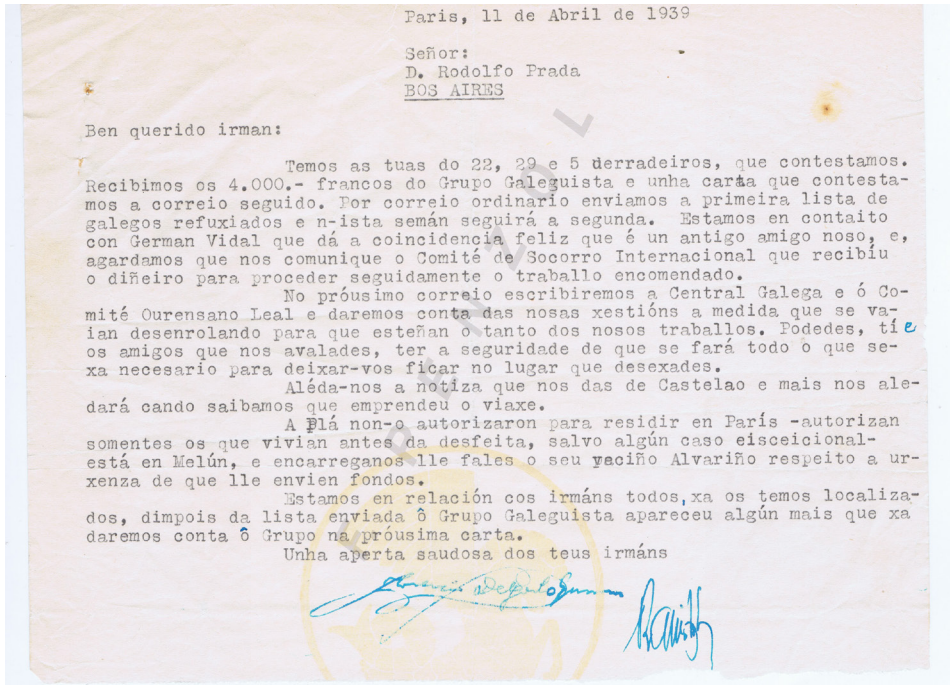 Paris, 11 de Abril de 1939
Señor:
D. Rodolfo Prada
BOS AIRES
Ben querido irman:
Temos as tuas do 22, 29 e 5 derradeiros, que contestamos.
Recibimos os 4.000.- francos do Grupo Galeguista e unha carta que contesta-
mos a correio seguido. Por correio ordinario enviamos a primeira lista de
galegos refuxiados e n-ista semán seguirá a segunda. Estamos en contaito
con German Vidal que dá a coincidencia feliz que é un antigo amigo noso, e,
agardamos que nos comunique o Comité de Socorro Internacional que recibíu
o diñeiro para proceder seguidamente o traballo encomendado.
No próusimo correio escribiremos a Central Galega e ó Co-
mité Ourensano Leal e daremos conta das nosas xestións a medida que se va-
ian desenrolando para que esteñan o tanto dos nosos traballos. Podedes, tí e
os amigos que nos avalades, ter a seguridade de que se fará todo o que se-
xa necesario para deixar-vos ficar no lugar que desexades.
Aléda-nos a notiza que nos das de Castelao e mais nos ale-
dará cando saibamos que emprendeu o viaxe.
A Plá non-o autorizaron para residir en París -autorizan
somentes os que vivian antes da desfeita, salvo algún caso eisceicional-
está en Melún, e encarreganos lle fales o seu vaciño Alvariño respeito a ur-
xenza de que lle envien fondos.
Estamos en relación cos irmáns todos, xa os temos localiza-
dos, dimpois da lista enviada ô Grupo Galeguista apareceu algún mais que xa
daremos conta ô Grupo na próusima carta.
Unha aperta saudosa dos teus irmáns
PENZOL